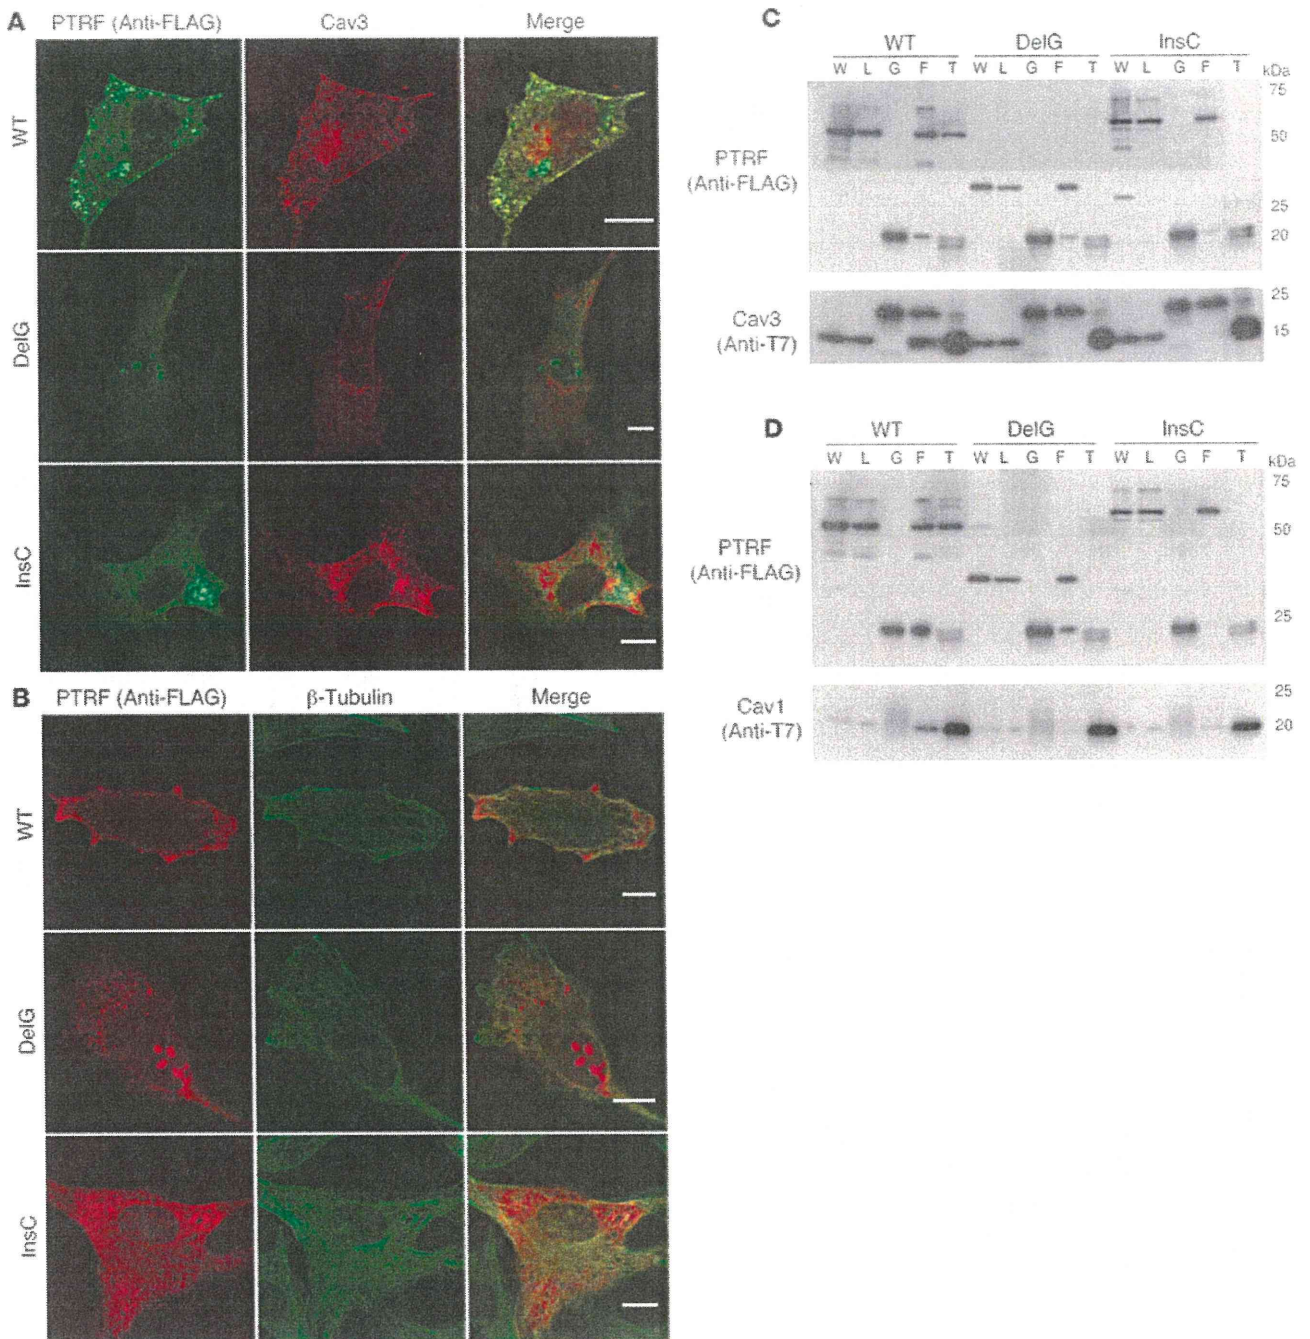 A PTRF (Anti-FLAG) Cav3 Merge
WT
DelG
InsC
B PTRF (Anti-FLAG) β-Tubulin Merge
WT
DelG
InsC
C
WT DelG InsC
W L G F T W L G F T W L G F T
kDa
75
50
25
20
PTRF
(Anti-FLAG)
25
15
Cav3
(Anti-T7)
D
WT DelG InsC
W L G F T W L G F T W L G F T
kDa
75
50
25
PTRF
(Anti-FLAG)
25
20
Cav1
(Anti-T7)